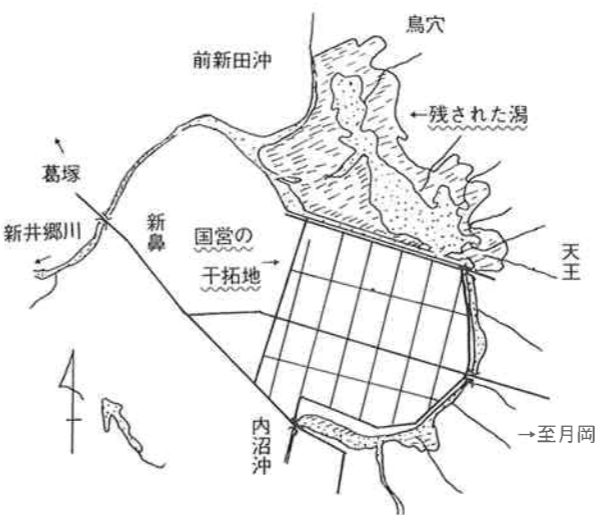 鳥穴
前新田沖
←残された潟
葛塚
新井郷川
新鼻
国営の
干拓地
天王
内沼沖
→至月岡